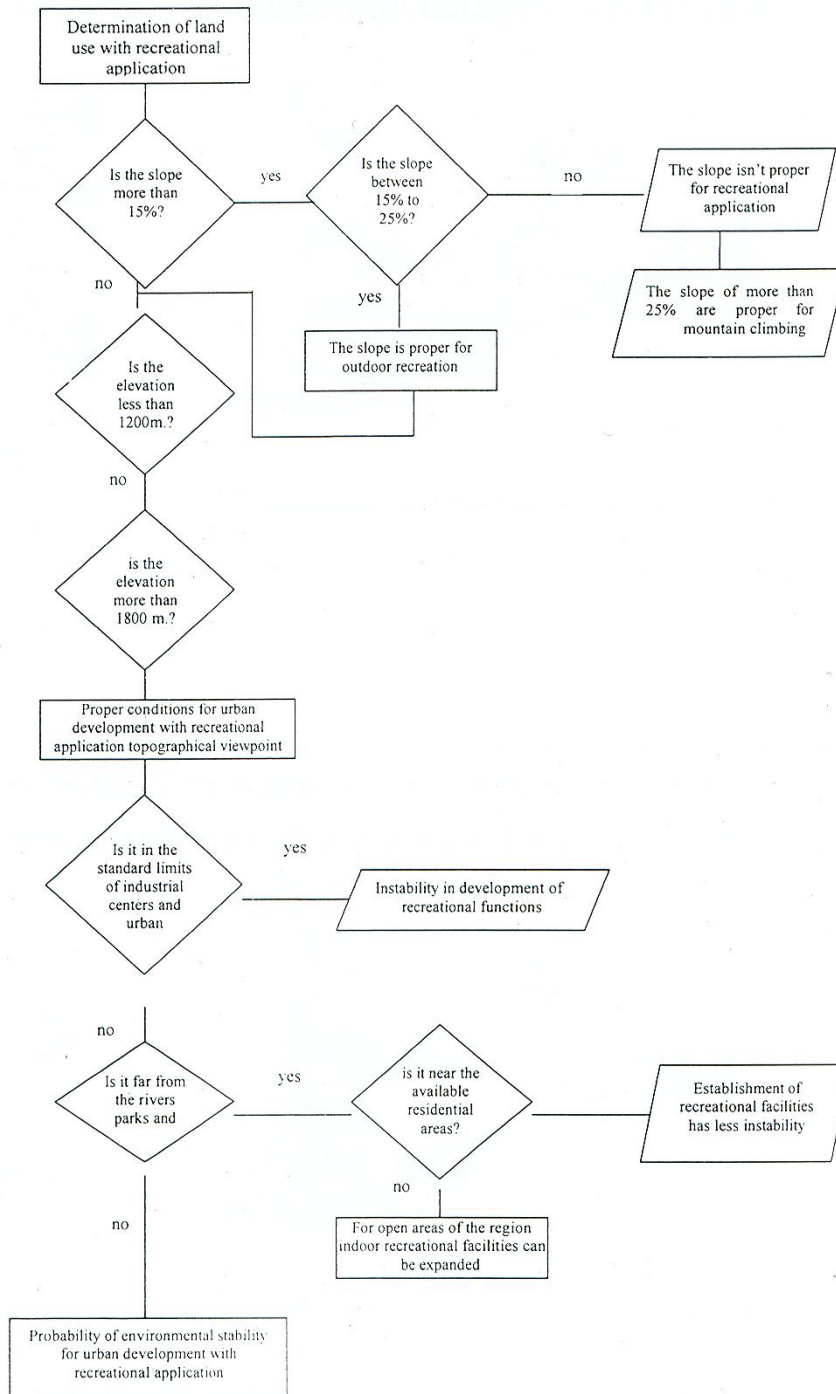 Determination of land
use with recreational
application
Is the slope
more than
15%?
yes
Is the slope
between
15% to
25%?
no
The slope isn't proper
for recreational
application
The slope of more than
25% are proper for
mountain climbing
yes
The slope is proper for
outdoor recreation
no
Is the
elevation
less than
1200m.?
no
is the
elevation
more than
1800 m.?
Proper conditions for urban
development with recreational
application topographical viewpoint
Is it in the
standard limits
of industrial
centers and
urban
yes
Instability in development of
recreational functions
no
Is it far from
the rivers
parks and
yes
is it near the
available
residential
areas?
Establishment of
recreational facilities
has less instability
no
For open areas of the region
indoor recreational facilities can
be expanded
no
Probability of environmental stability
for urban development with
recreational application